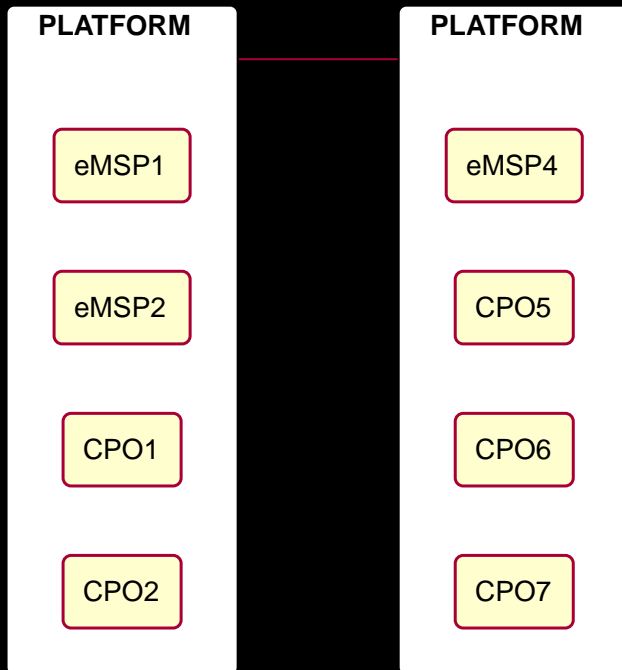 PLATFORM
eMSP1
eMSP2
CPO1
CPO2
PLATFORM
eMSP4
CPO5
CPO6
CPO7